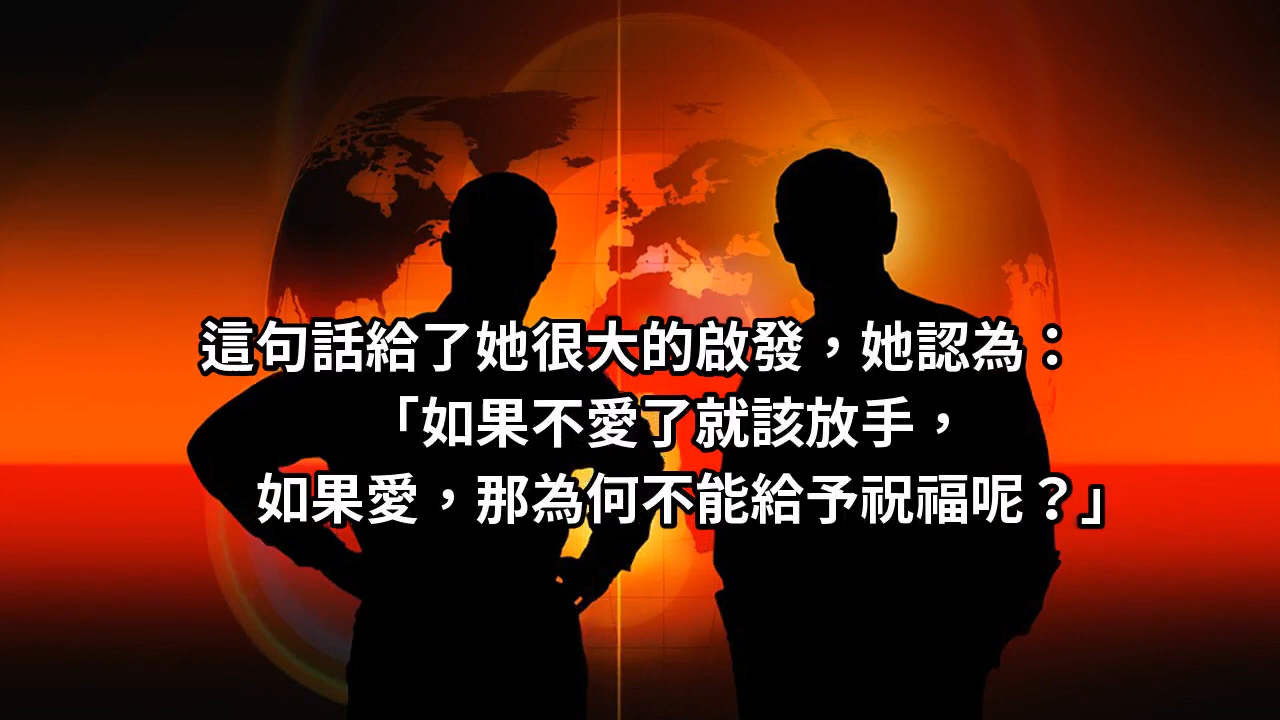 這句話給了她很大的啟發，她認為：
「如果不愛了就該放手，
如果愛，那為何不能給予祝福呢？」